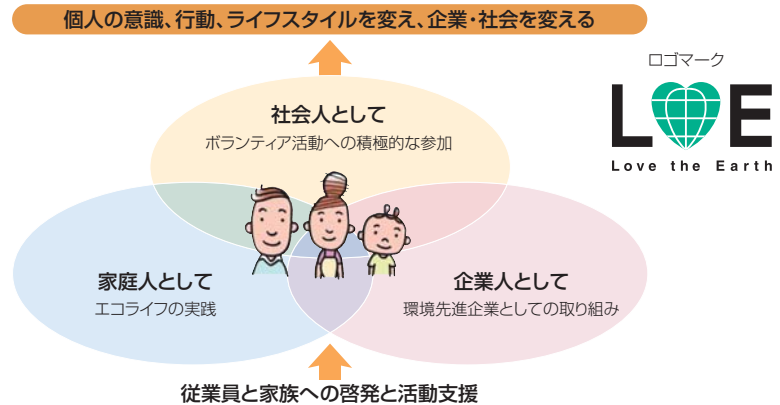 個人の意識、行動、ライフスタイルを変え、企業・社会を変える
ロゴマーク
L E
Love the Earth
社会人として
ボランティア活動への積極的な参加
家庭人として
エコライフの実践
企業人として
環境先進企業としての取り組み
従業員と家族への啓発と活動支援